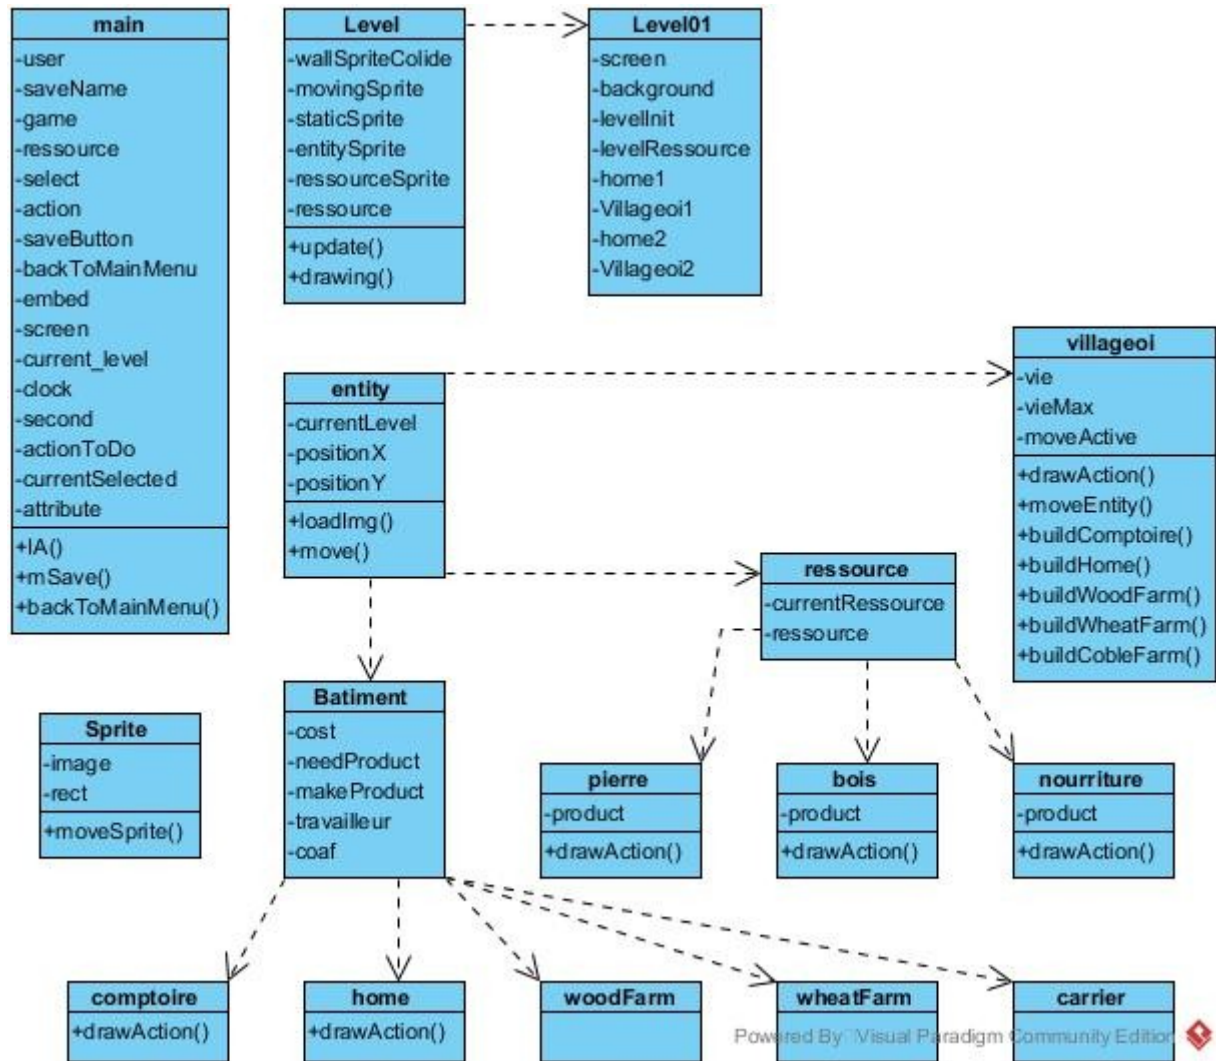 main
-user
-saveName
-game
-ressource
-select
-action
-saveButton
-backToMainMenu
-embed
-screen
-current_level
-clock
-second
-actionToDo
-currentSelected
-attribute
+IA()
+mSave()
+backToMainMenu()
Level
-wallSpriteColide
-movingSprite
-staticSprite
-entitySprite
-ressourceSprite
-ressource
+update()
+drawing()
Level01
-screen
-background
-levelInit
-levelRessource
-home1
-Villageoi1
-home2
-Villageoi2
entity
-currentLevel
-positionX
-positionY
+loadImg()
+move()
villageoi
-vie
-vieMax
-moveActive
+drawAction()
+moveEntity()
+buildComptoire()
+buildHome()
+buildWoodFarm()
+buildWheatFarm()
+buildCobleFarm()
ressource
-currentRessource
-ressource
Sprite
-image
-rect
+moveSprite()
Batiment
-cost
-needProduct
-makeProduct
-travailleur
-coaf
pierre
-product
+drawAction()
bois
-product
+drawAction()
nourriture
-product
+drawAction()
comptoire
+drawAction()
home
+drawAction()
woodFarm
wheatFarm
carrier
Powered By Visual Paradigm Community Edition